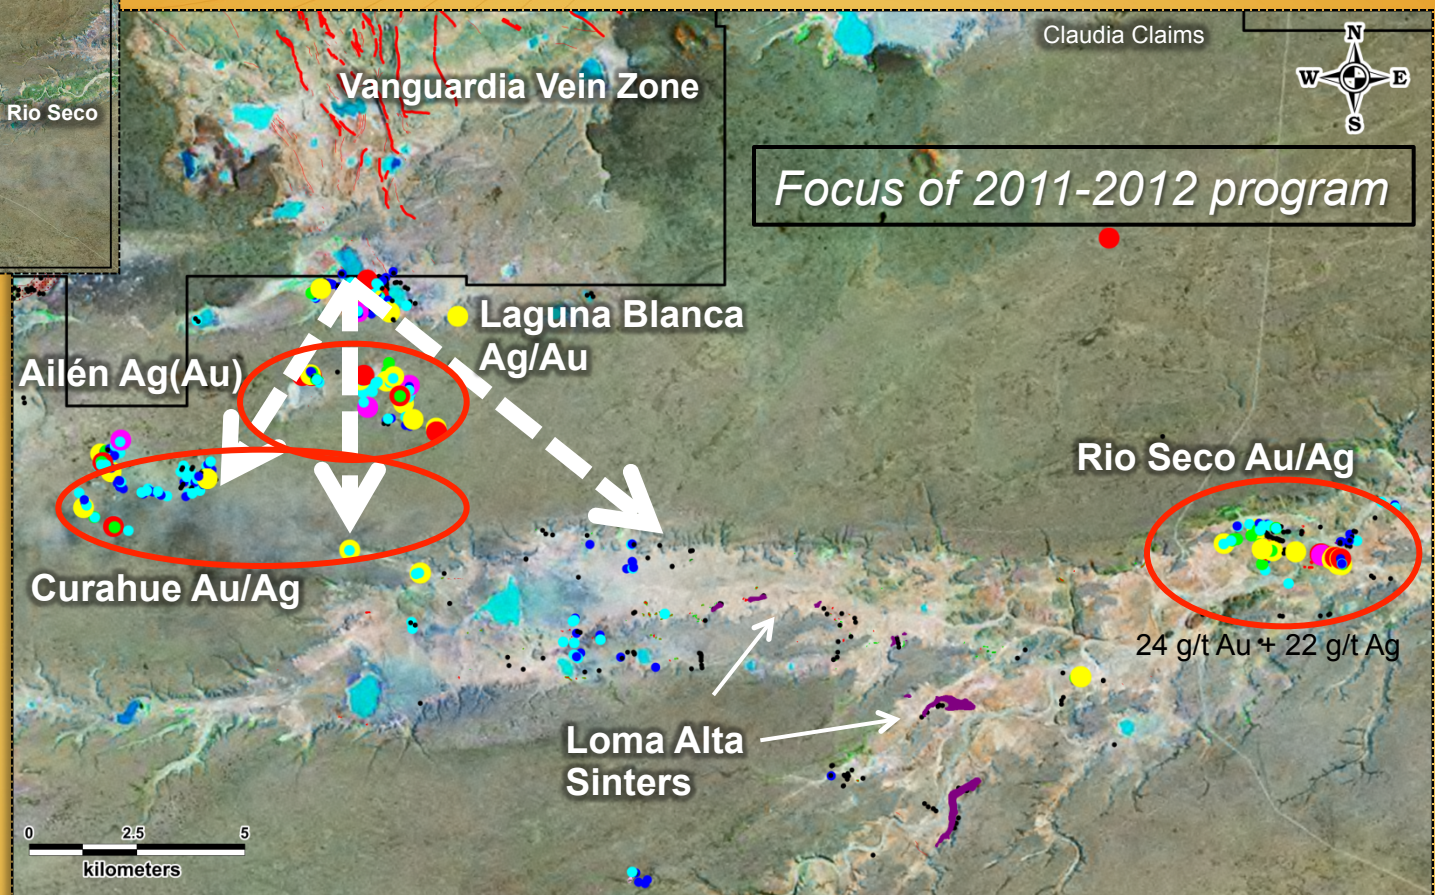 Rio Seco
Claudia Claims
N
W E
S
Vanguardia Vein Zone
Focus of 2011-2012 program
Laguna Blanca
Ag/Au
Ailén Ag(Au)
Rio Seco Au/Ag
Curahue Au/Ag
24 g/t Au + 22 g/t Ag
Loma Alta
Sinters
0 2.5 5
kilometers